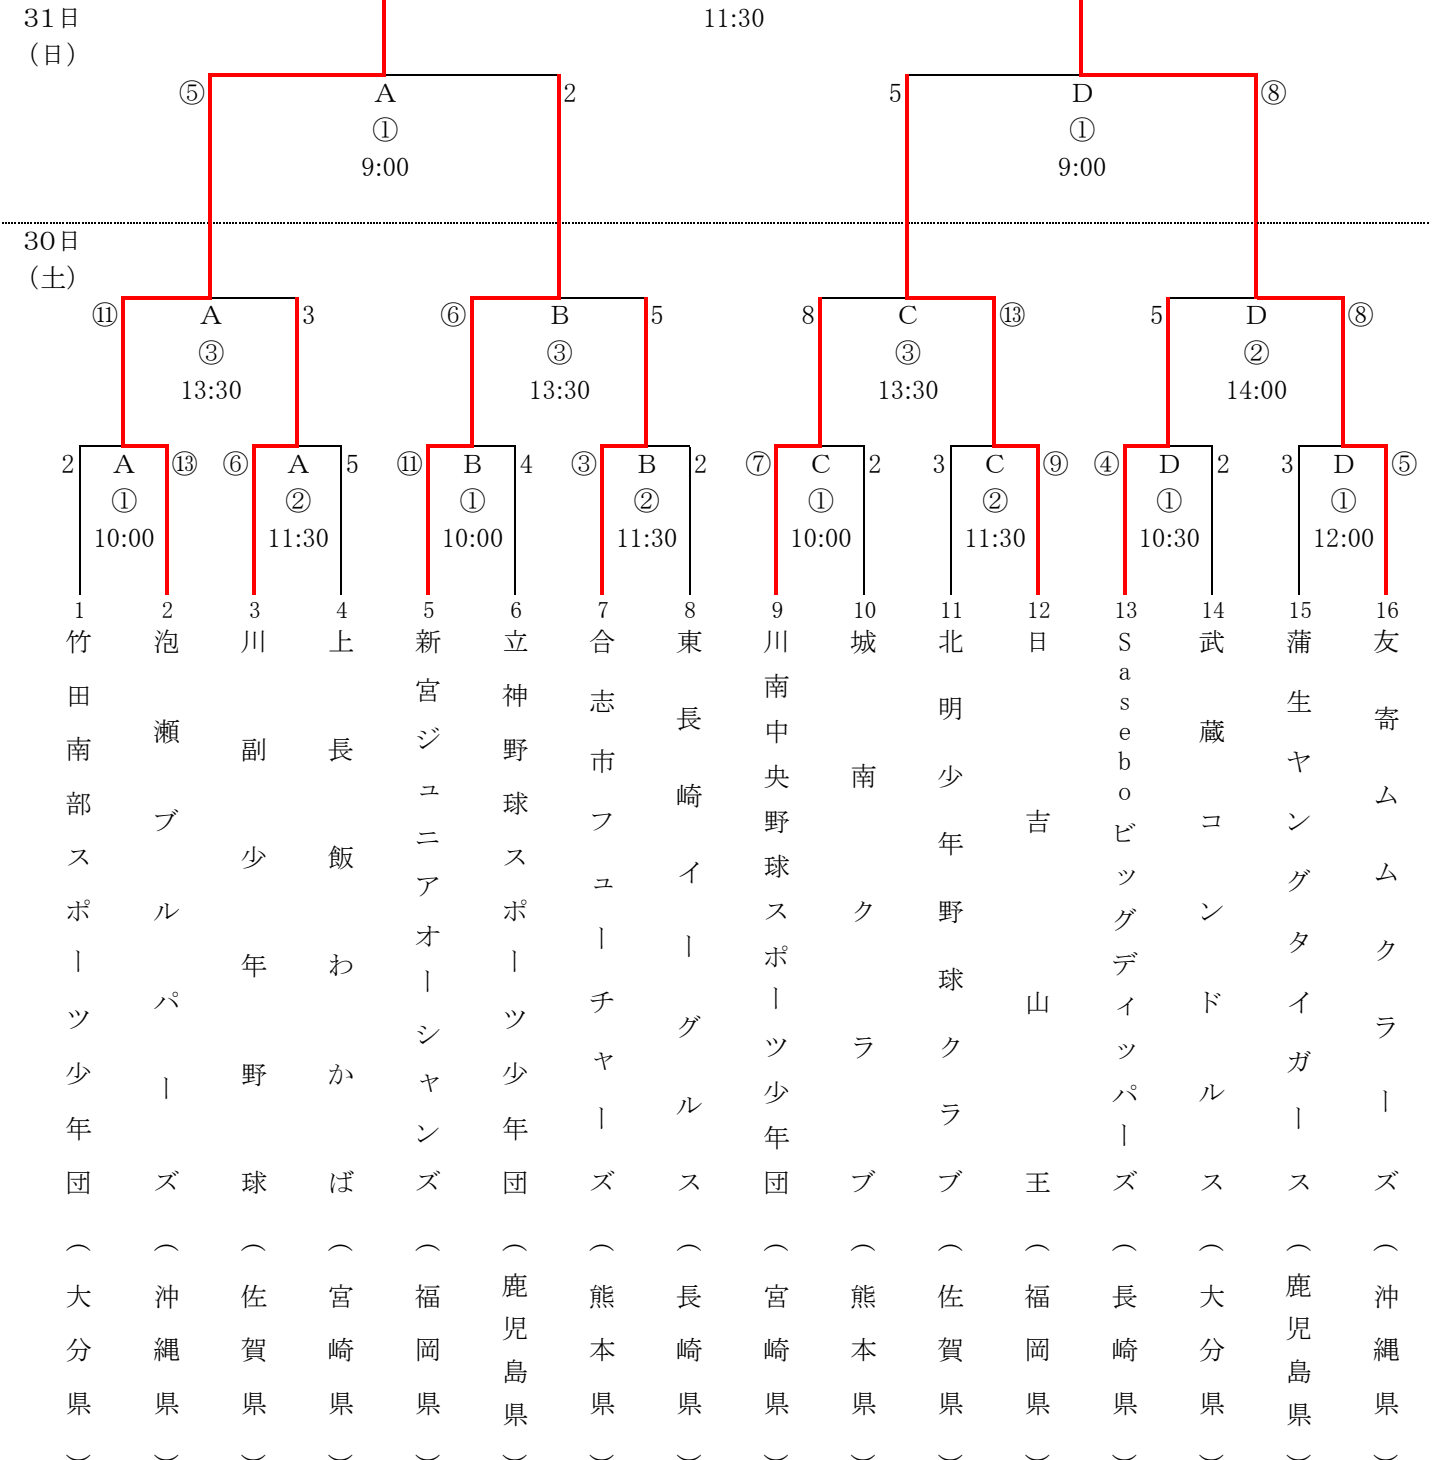 31日
11:30
（日）
⑤ A 2
①
9:00
5 D ⑧
①
9:00
30日
（土）
⑪ A 3
③
13:30
⑥ B 5
③
13:30
8 C ⑬
③
13:30
5 D ⑧
②
14:00
2 A ⑬
①
10:00
⑥ A 5
②
11:30
⑪ B 4
①
10:00
③ B 2
②
11:30
⑦ C 2
①
10:00
3 C ⑨
②
11:30
④ D 2
①
10:30
3 D ⑤
①
12:00
1 竹田南部スポーツ少年団（大分県）
2 泡瀬ブルパーズ（沖縄県）
3 川副少年野球（佐賀県）
4 上長飯わかば（宮崎県）
5 新宮ジュニアオーシャンズ（福岡県）
6 立神野球スポーツ少年団（鹿児島県）
7 合志市フューチャーズ（熊本県）
8 東長崎イーグルス（長崎県）
9 川南中央野球スポーツ少年団（宮崎県）
10 城南クラブ（熊本県）
11 北明少年野球クラブ（佐賀県）
12 日吉山王（福岡県）
13 Saseboビッグディッパーズ（長崎県）
14 武蔵コンドルス（大分県）
15 蒲生ヤングタイガース（鹿児島県）
16 友寄ムムムクラーズ（沖縄県）